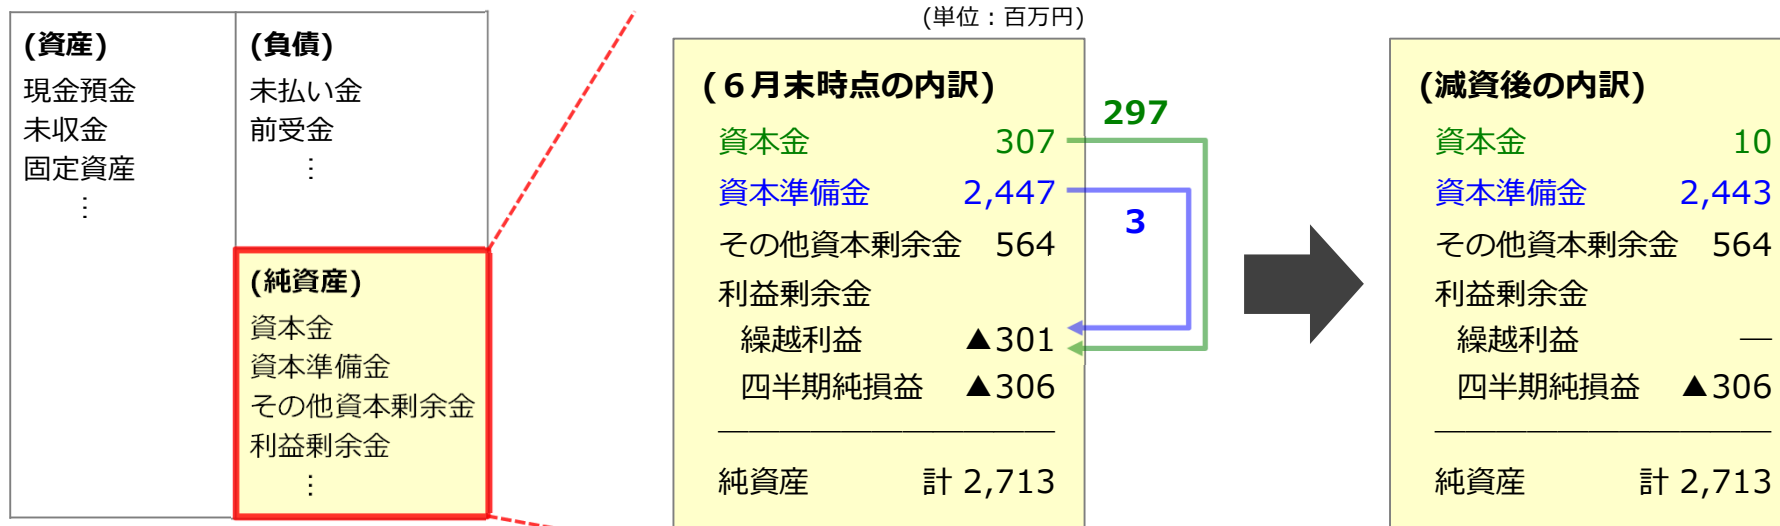 (資産)
現金預金
未収金
固定資産
⋮
(負債)
未払い金
前受金
⋮
(純資産)
資本金
資本準備金
その他資本剰余金
利益剰余金
⋮
(単位：百万円)
(６月末時点の内訳)
資本金 307
資本準備金 2,447
その他資本剰余金 564
利益剰余金
繰越利益 ▲301
四半期純損益 ▲306
純資産 計 2,713
297
3
(減資後の内訳)
資本金 10
資本準備金 2,443
その他資本剰余金 564
利益剰余金
繰越利益 —
四半期純損益 ▲306
純資産 計 2,713